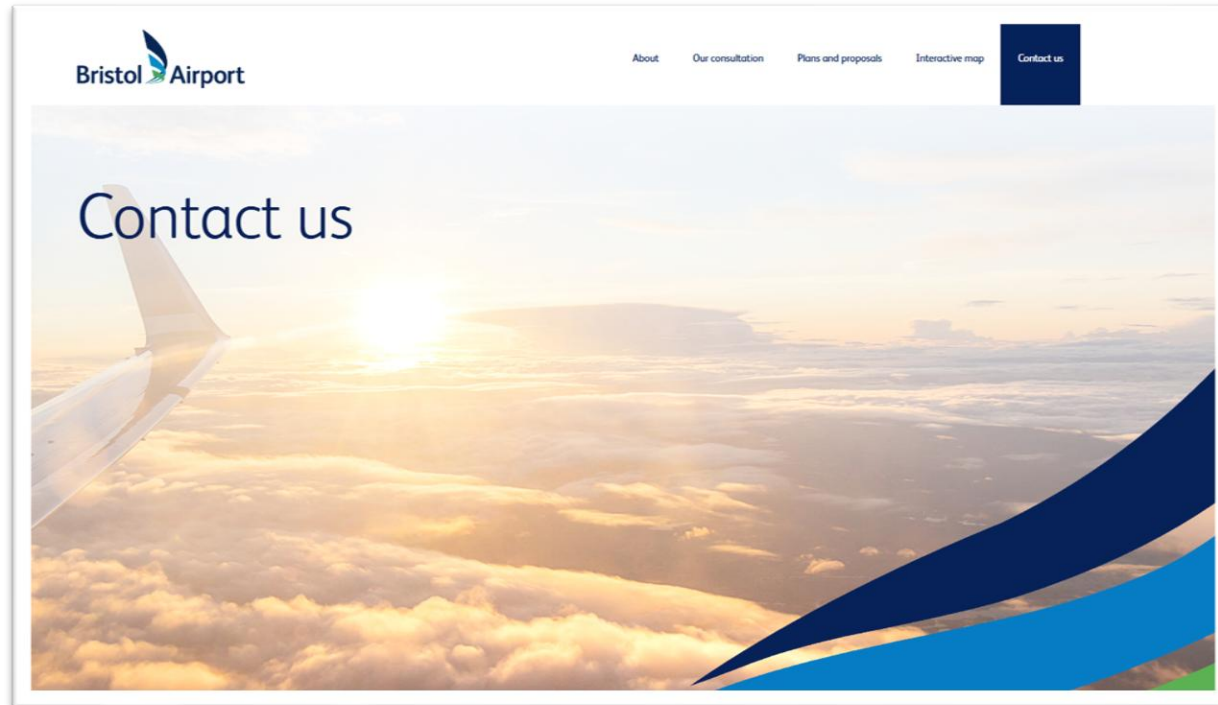 Bristol Airport
About Our consultation Plans and proposals Interactive map Contact us
Contact us